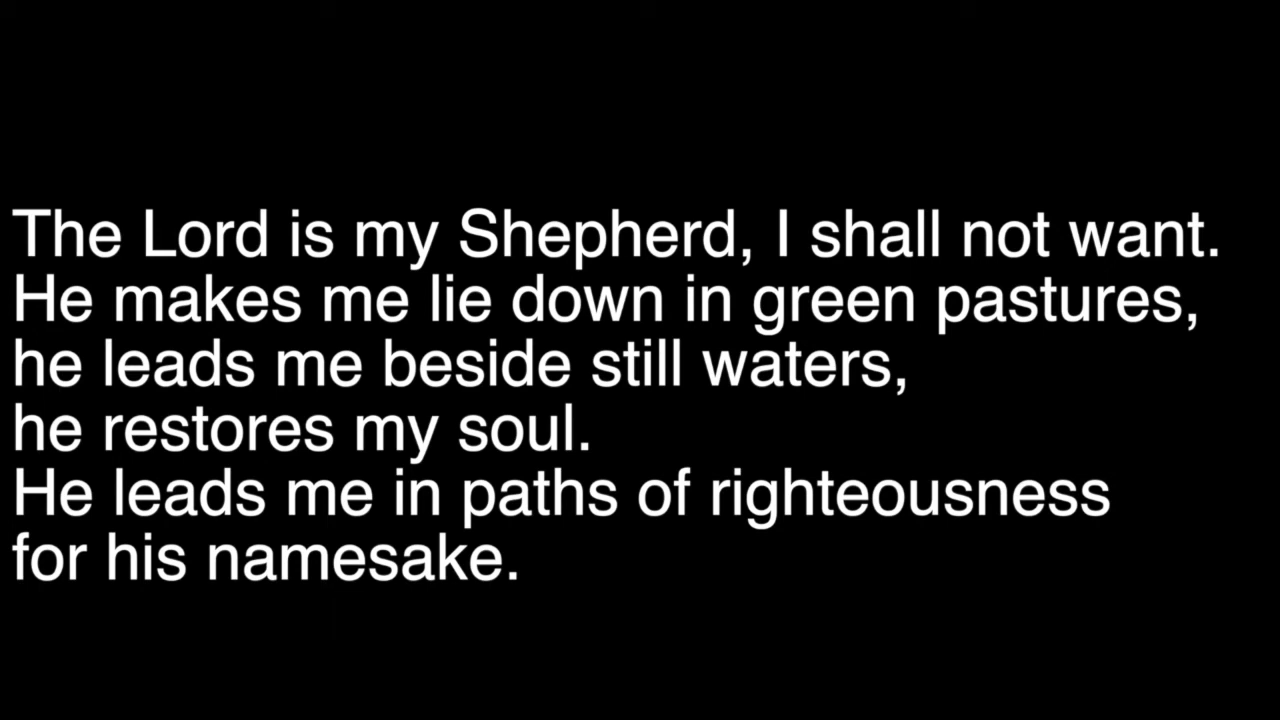 The Lord is my Shepherd, I shall not want.
He makes me lie down in green pastures,
he leads me beside still waters,
he restores my soul.
He leads me in paths of righteousness
for his namesake.